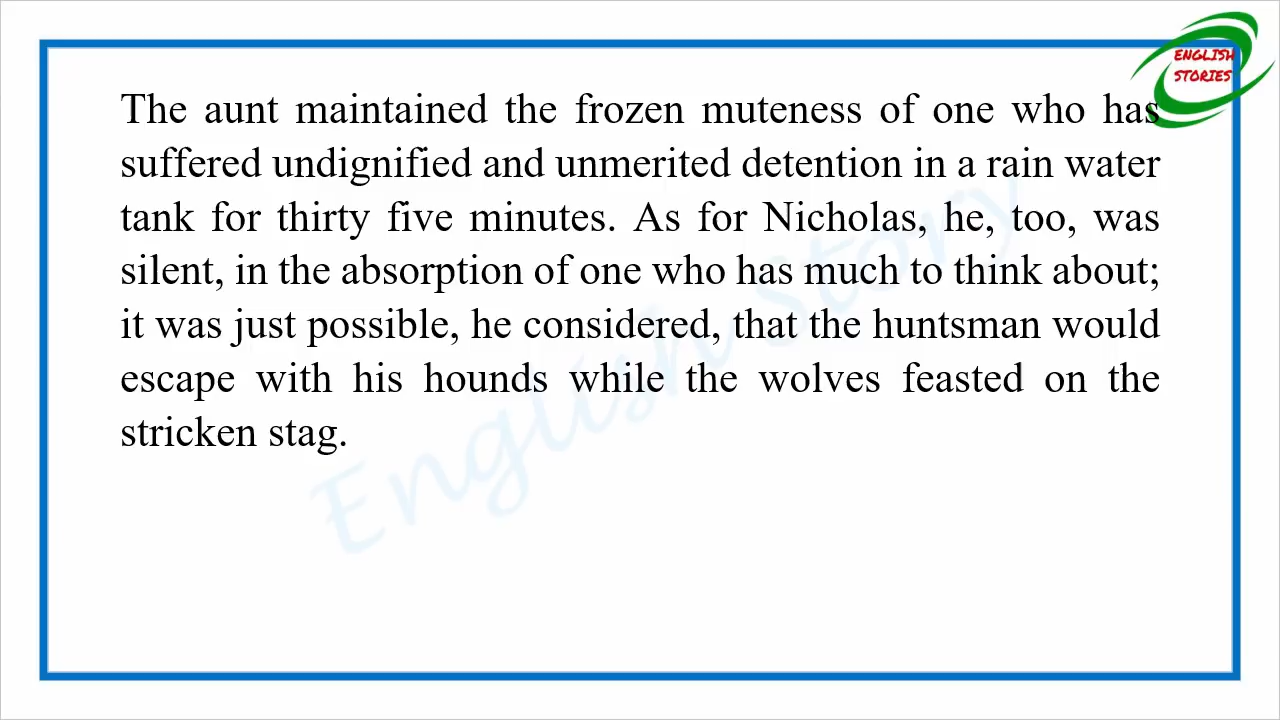 ENGLISH
STORIES
The aunt maintained the frozen muteness of one who has
suffered undignified and unmerited detention in a rain water
tank for thirty five minutes. As for Nicholas, he, too, was
silent, in the absorption of one who has much to think about;
it was just possible, he considered, that the huntsman would
escape with his hounds while the wolves feasted on the
stricken stag.
English Story